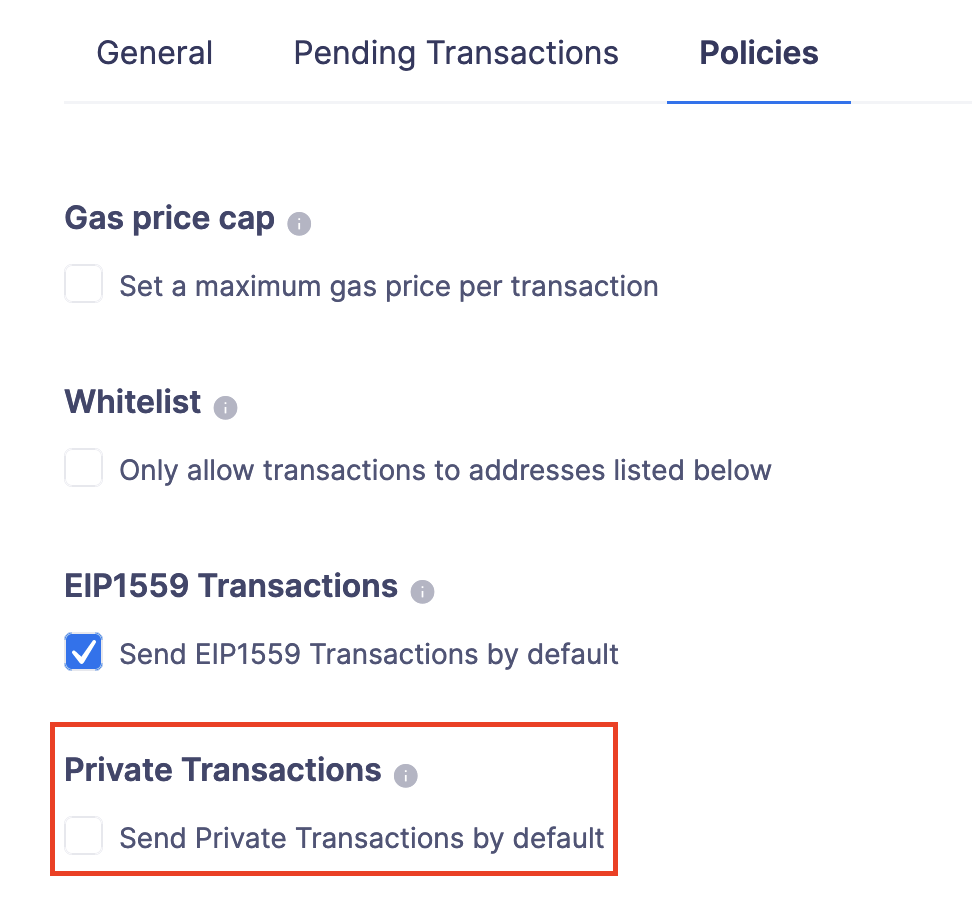 General Pending Transactions Policies
Gas price cap
Set a maximum gas price per transaction
Whitelist
Only allow transactions to addresses listed below
EIP1559 Transactions
Send EIP1559 Transactions by default
Private Transactions
Send Private Transactions by default